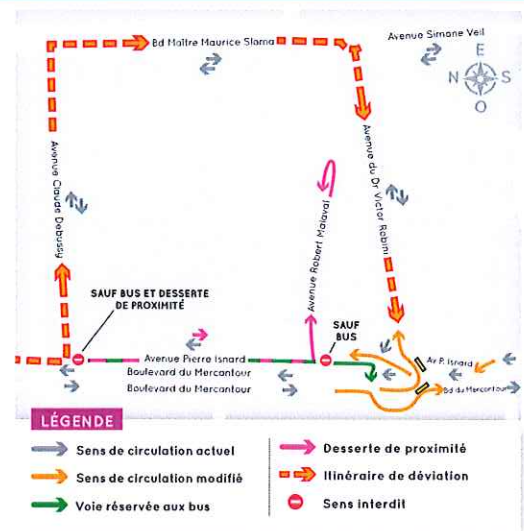 Bd Maître Maurice Slama
Avenue Simone Veil
E
N S
O
Avenue Claude Debussy
Avenue Robert Malaval
Avenue du Dr Victor Robini
SAUF BUS ET DESSERTE
DE PROXIMITÉ
SAUF
BUS
Avenue Pierre Isnard
Boulevard du Mercantour
Boulevard du Mercantour
Av P. Isnard
Bd du Mercantour
LÉGENDE
Sens de circulation actuel
Sens de circulation modifié
Voie réservée aux bus
Desserte de proximité
Itinéraire de déviation
Sens interdit